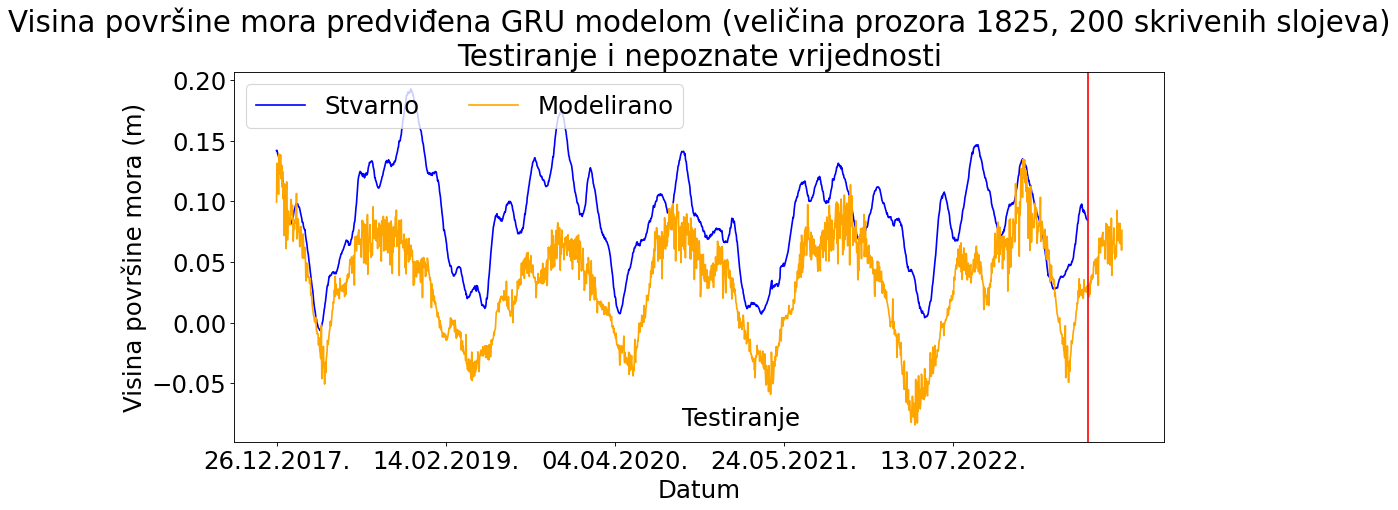 Visina površine mora predviđena GRU modelom (veličina prozora 1825, 200 skrivenih slojeva)
Testiranje i nepoznate vrijednosti
Stvarno
Modelirano
0.20
0.15
0.10
0.05
0.00
−0.05
Visina površine mora (m)
Testiranje
26.12.2017.
14.02.2019.
04.04.2020.
24.05.2021.
13.07.2022.
Datum